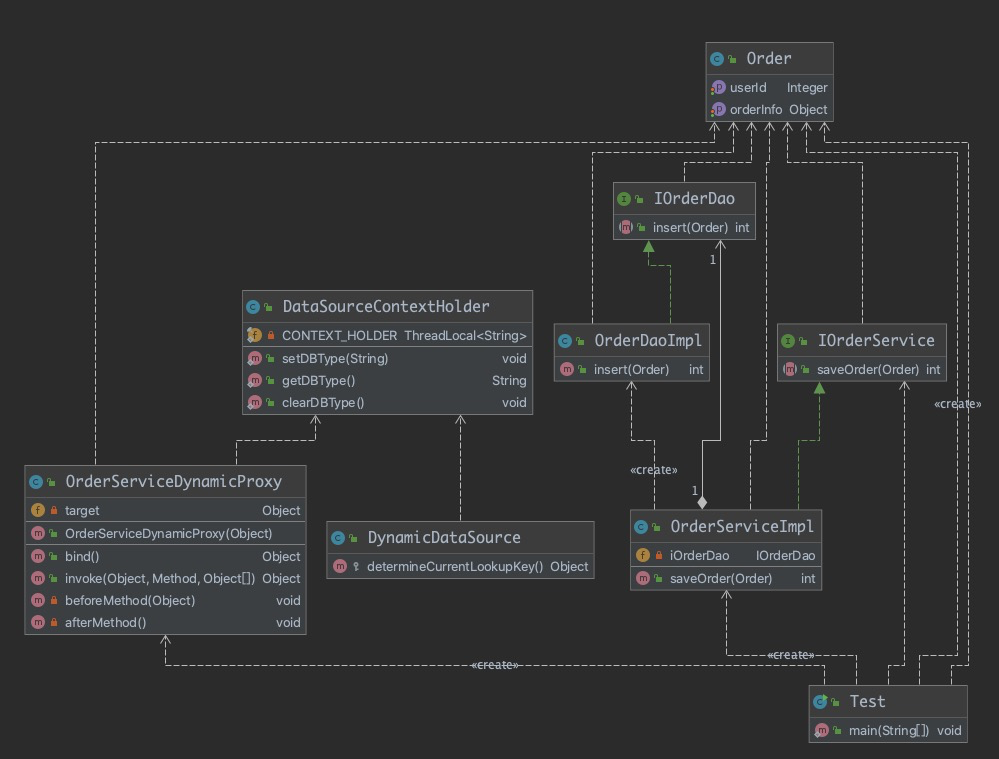 Order
userId Integer
orderInfo Object
IOrderDao
insert(Order) int
1
DataSourceContextHolder
CONTEXT_HOLDER ThreadLocal<String>
setDBType(String) void
getDBType() String
clearDBType() void
OrderDaoImpl
insert(Order) int
IOrderService
saveOrder(Order) int
«create»
«create»
1
OrderServiceDynamicProxy
target Object
OrderServiceDynamicProxy(Object)
bind() Object
invoke(Object, Method, Object[]) Object
beforeMethod(Object) void
afterMethod() void
DynamicDataSource
determineCurrentLookupKey() Object
OrderServiceImpl
iOrderDao IOrderDao
saveOrder(Order) int
«create»
«create»
Test
main(String[]) void